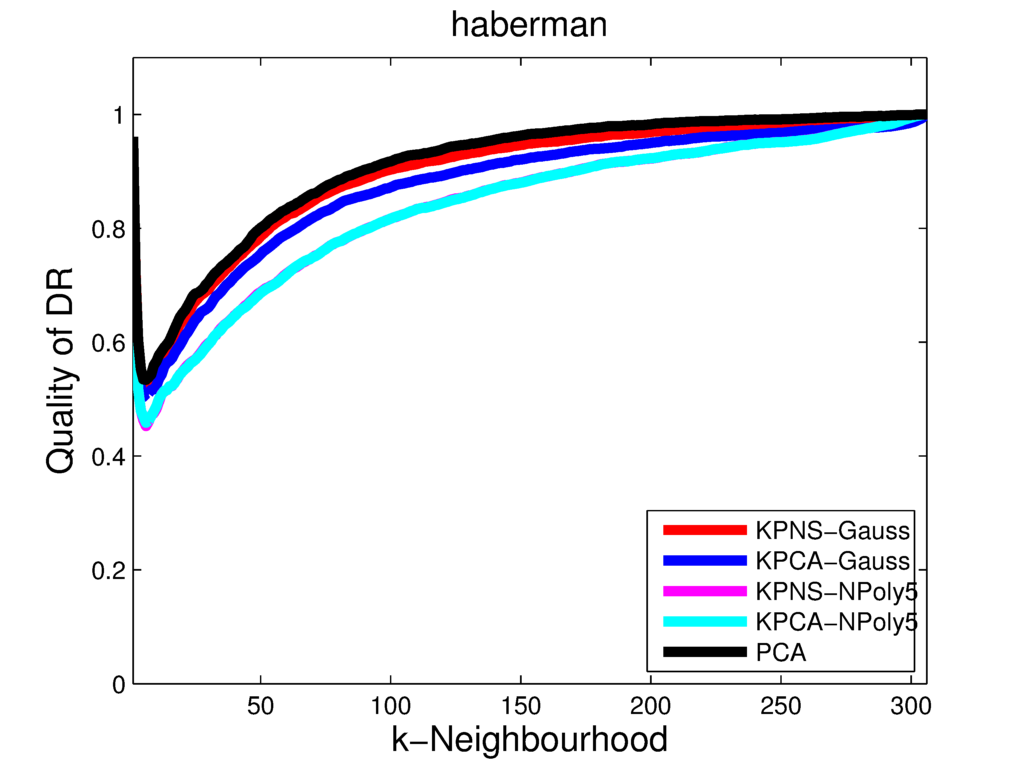 haberman
Quality of DR
1
0.8
0.6
0.4
0.2
0
50 100 150 200 250 300
k−Neighbourhood
KPNS−Gauss
KPCA−Gauss
KPNS−NPoly5
KPCA−NPoly5
PCA